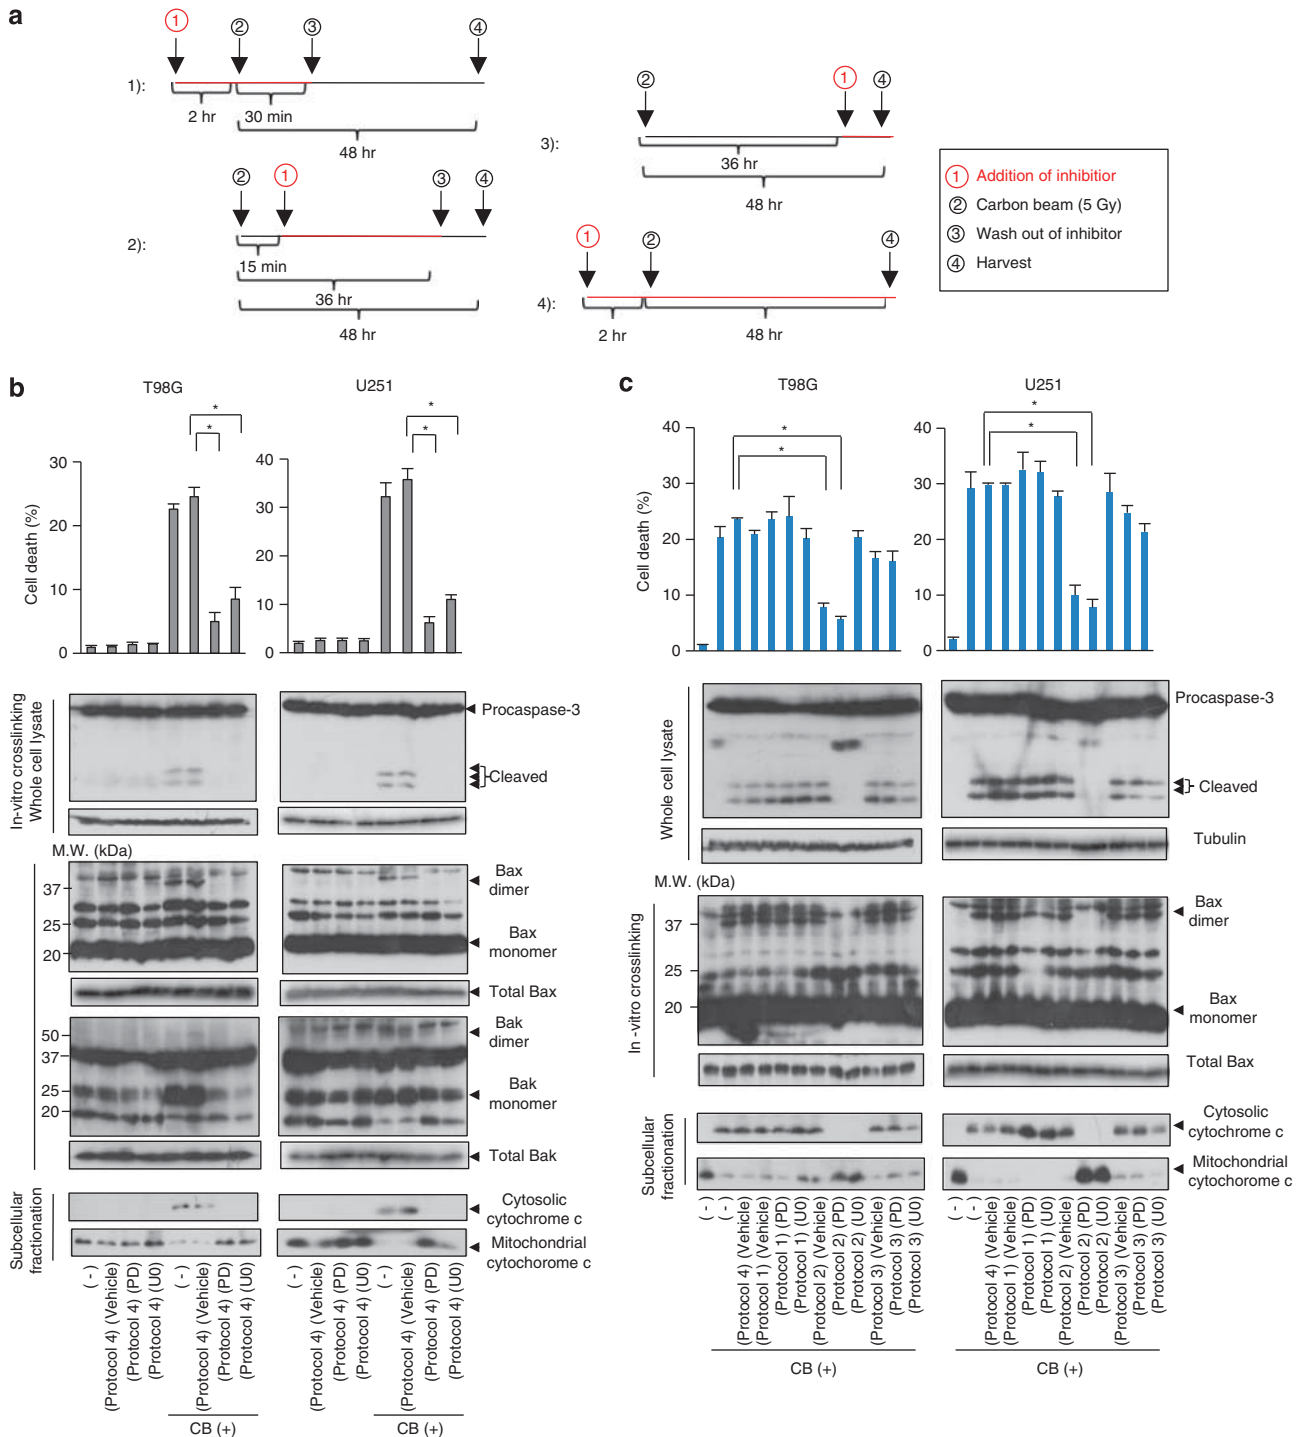 a
1
2
3
4
1):
2 hr
30 min
48 hr
2
1
3
4
2):
15 min
36 hr
48 hr
2
1
4
3):
36 hr
48 hr
1
2
4
4):
2 hr
48 hr
1 Addition of inhibitior
2 Carbon beam (5 Gy)
3 Wash out of inhibitor
4 Harvest
b
T98G
U251
* *
* *
Cell death (%)
30
20
10
0
40
30
20
10
0
In-vitro crosslinking
Whole cell lysate
Procaspase-3
Cleaved
M.W. (kDa)
37
25
20
Bax
dimer
Bax
monomer
Total Bax
50
37
25
20
Bak
dimer
Bak
monomer
Total Bak
Subcellular
fractionation
Cytosolic
cytochrome c
Mitochondrial
cytochorome c
(-)
(Protocol 4) (Vehicle)
(Protocol 4) (PD)
(Protocol 4) (U0)
(-)
(Protocol 4) (Vehicle)
(Protocol 4) (PD)
(Protocol 4) (U0)
CB (+)
(-)
(Protocol 4) (Vehicle)
(Protocol 4) (PD)
(Protocol 4) (U0)
(-)
(Protocol 4) (Vehicle)
(Protocol 4) (PD)
(Protocol 4) (U0)
CB (+)
c
T98G
U251
* *
* *
Cell death (%)
40
30
20
10
0
40
30
20
10
0
Whole cell lysate
Procaspase-3
Cleaved
Tubulin
M.W. (kDa)
In -vitro crosslinking
37
25
20
Bax
dimer
Bax
monomer
Total Bax
Subcellular
fractionation
Cytosolic
cytochrome c
Mitochondrial
cytochorome c
(-)
(-)
(Protocol 4) (Vehicle)
(Protocol 1) (Vehicle)
(Protocol 1) (PD)
(Protocol 1) (U0)
(Protocol 2) (Vehicle)
(Protocol 2) (PD)
(Protocol 2) (U0)
(Protocol 3) (Vehicle)
(Protocol 3) (PD)
(Protocol 3) (U0)
CB (+)
(-)
(-)
(Protocol 4) (Vehicle)
(Protocol 1) (Vehicle)
(Protocol 1) (PD)
(Protocol 1) (U0)
(Protocol 2) (Vehicle)
(Protocol 2) (PD)
(Protocol 2) (U0)
(Protocol 3) (Vehicle)
(Protocol 3) (PD)
(Protocol 3) (U0)
CB (+)